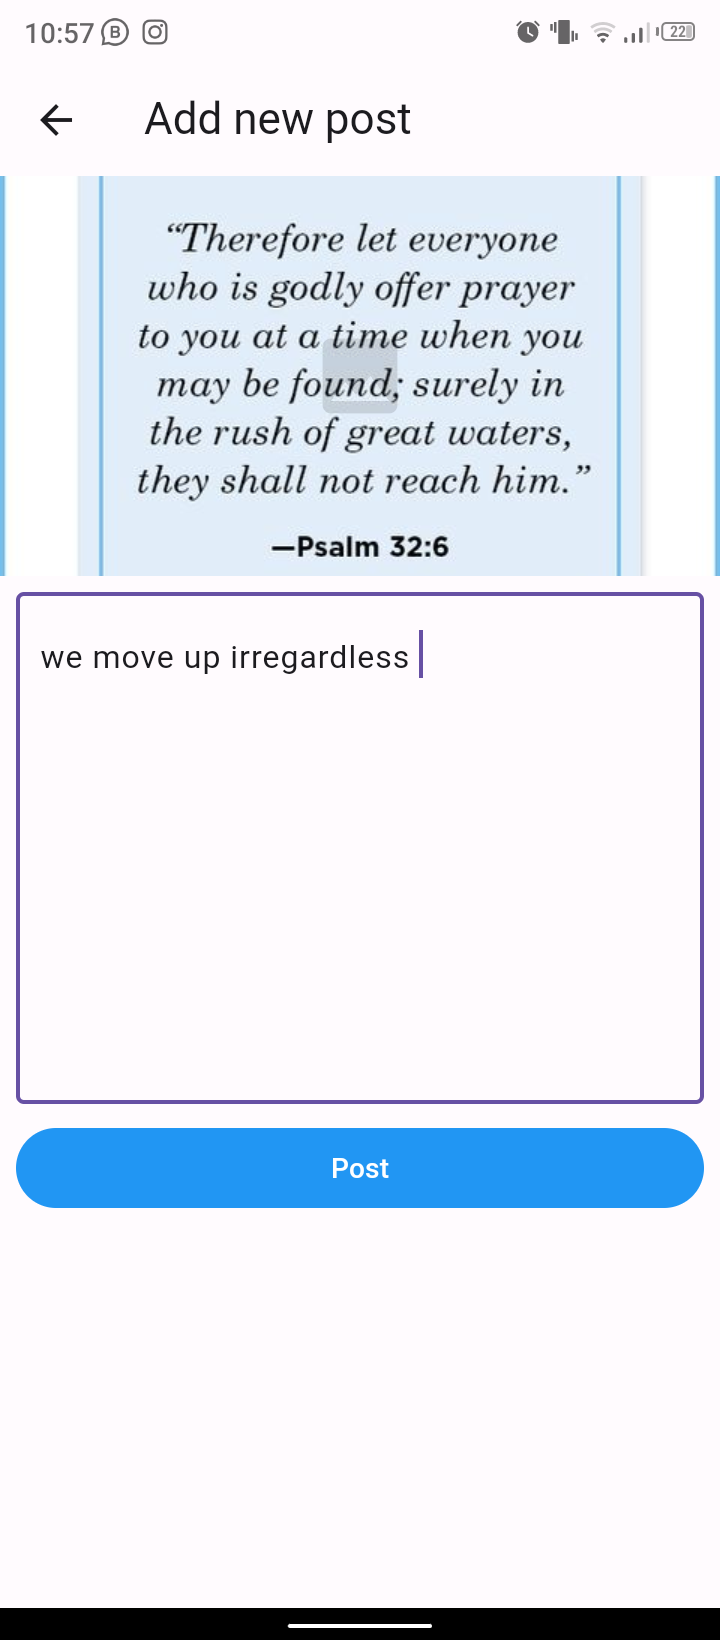 10:57
22
Add new post
“Therefore let everyone
who is godly offer prayer
to you at a time when you
may be found; surely in
the rush of great waters,
they shall not reach him.”
—Psalm 32:6
we move up irregardless
Post